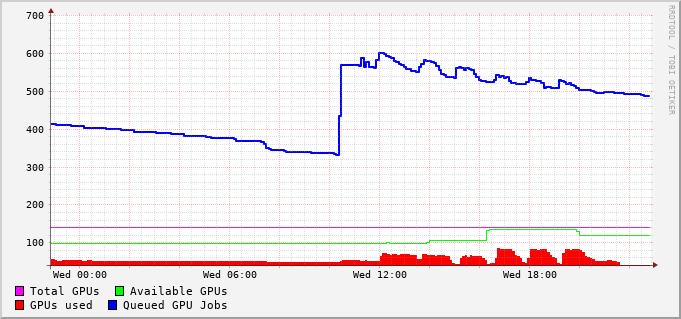 700
600
500
400
300
200
100
Wed 00:00 Wed 06:00 Wed 12:00 Wed 18:00
Total GPUs Available GPUs
GPUs used Queued GPU Jobs
RRDTOOL / TOBI OETIKER